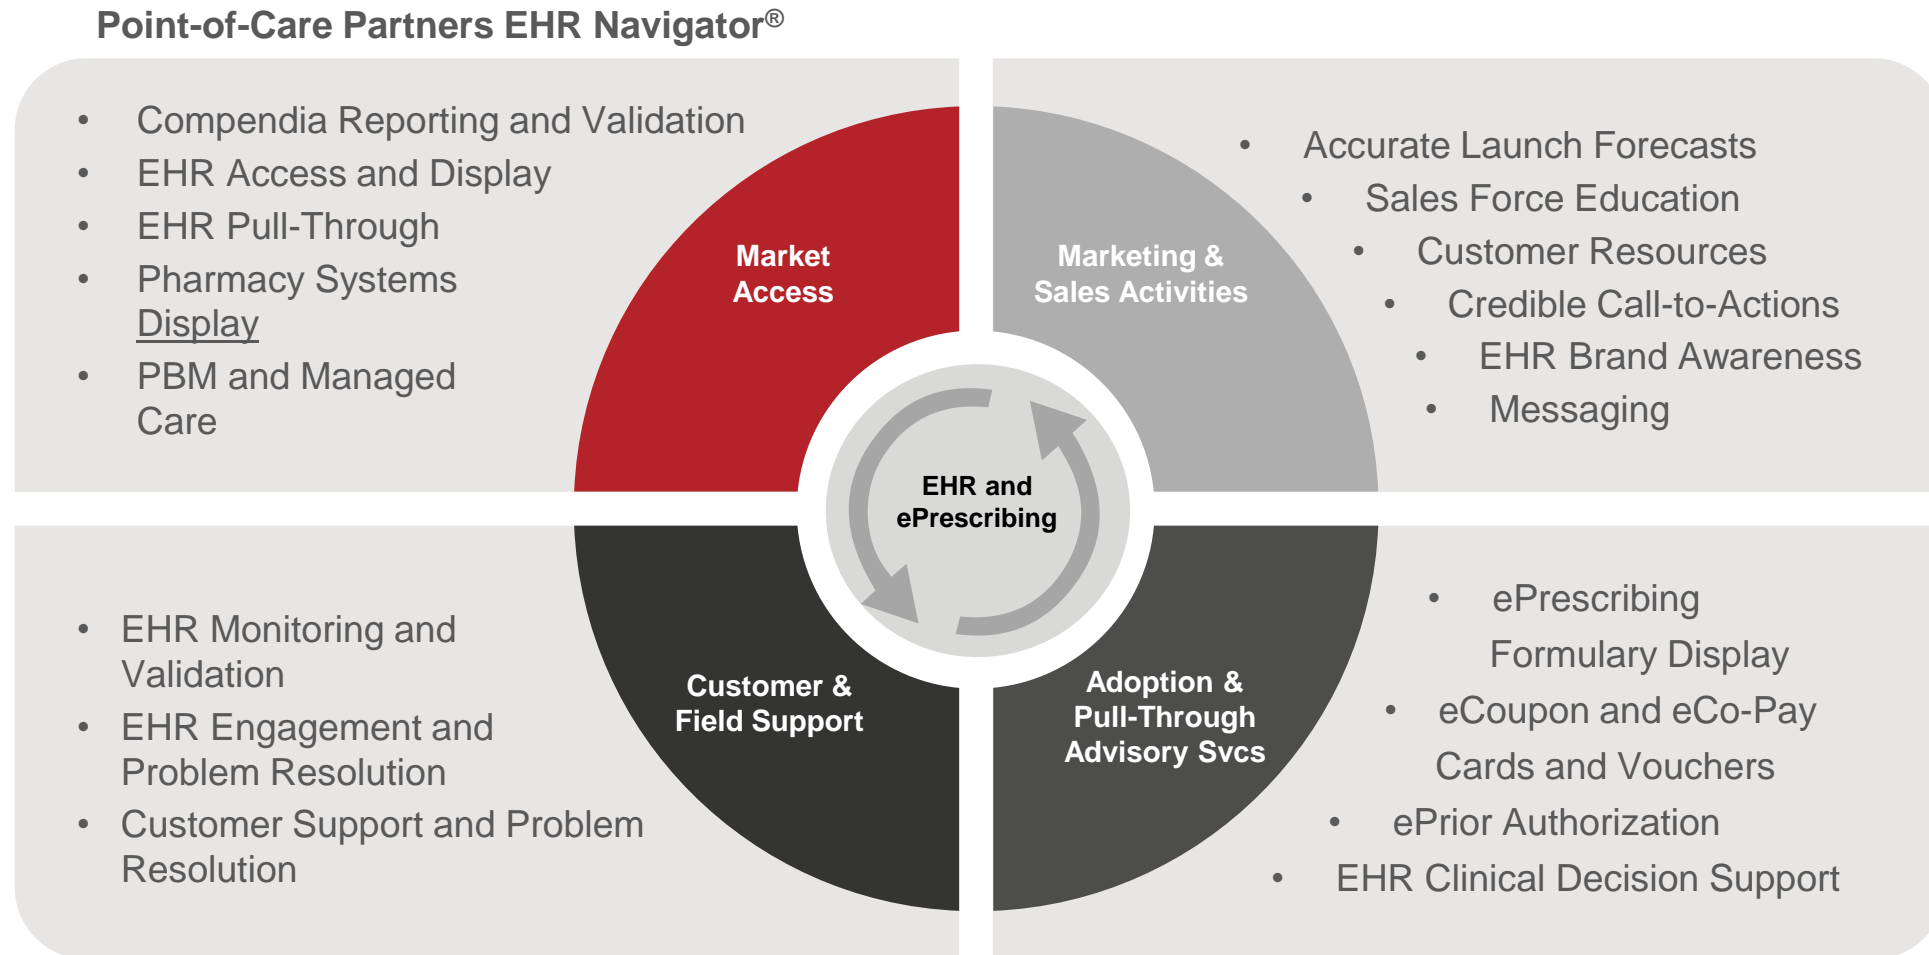 Point-of-Care Partners EHR Navigator®
• Compendia Reporting and Validation
• EHR Access and Display
• EHR Pull-Through
• Pharmacy Systems
Display
• PBM and Managed
Care
Market
Access
Marketing &
Sales Activities
• Accurate Launch Forecasts
• Sales Force Education
• Customer Resources
• Credible Call-to-Actions
• EHR Brand Awareness
• Messaging
EHR and
ePrescribing
• EHR Monitoring and
Validation
• EHR Engagement and
Problem Resolution
• Customer Support and Problem
Resolution
Customer &
Field Support
Adoption &
Pull-Through
Advisory Svcs
• ePrescribing
Formulary Display
• eCoupon and eCo-Pay
Cards and Vouchers
• ePrior Authorization
• EHR Clinical Decision Support